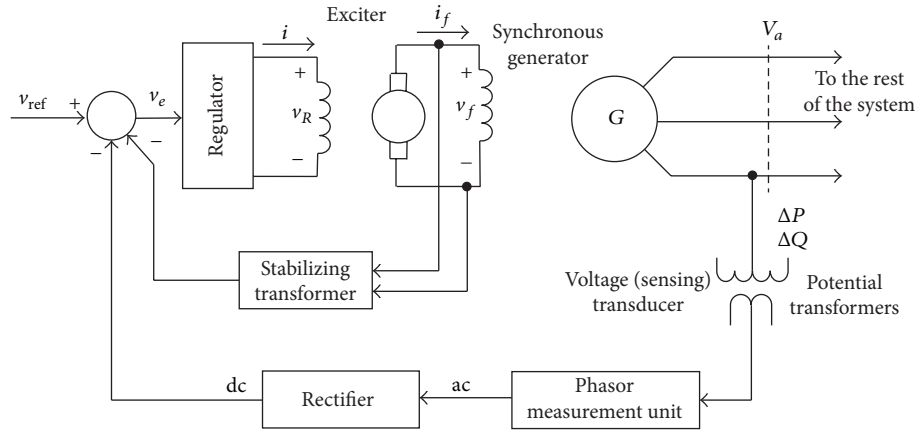 Exciter
i
i_f
Synchronous
generator
V_a
To the rest
of the system
v_ref
+
v_e
−
−
Regulator
+
v_R
−
+
v_f
−
G
ΔP
ΔQ
Stabilizing
transformer
Voltage (sensing)
transducer
Potential
transformers
dc
Rectifier
ac
Phasor
measurement unit